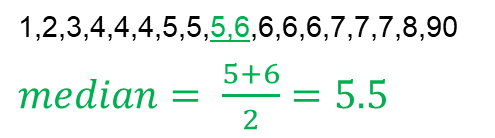 1,2,3,4,4,4,5,5,5,6,6,6,6,7,7,7,8,90
median = 5+6/2 = 5.5